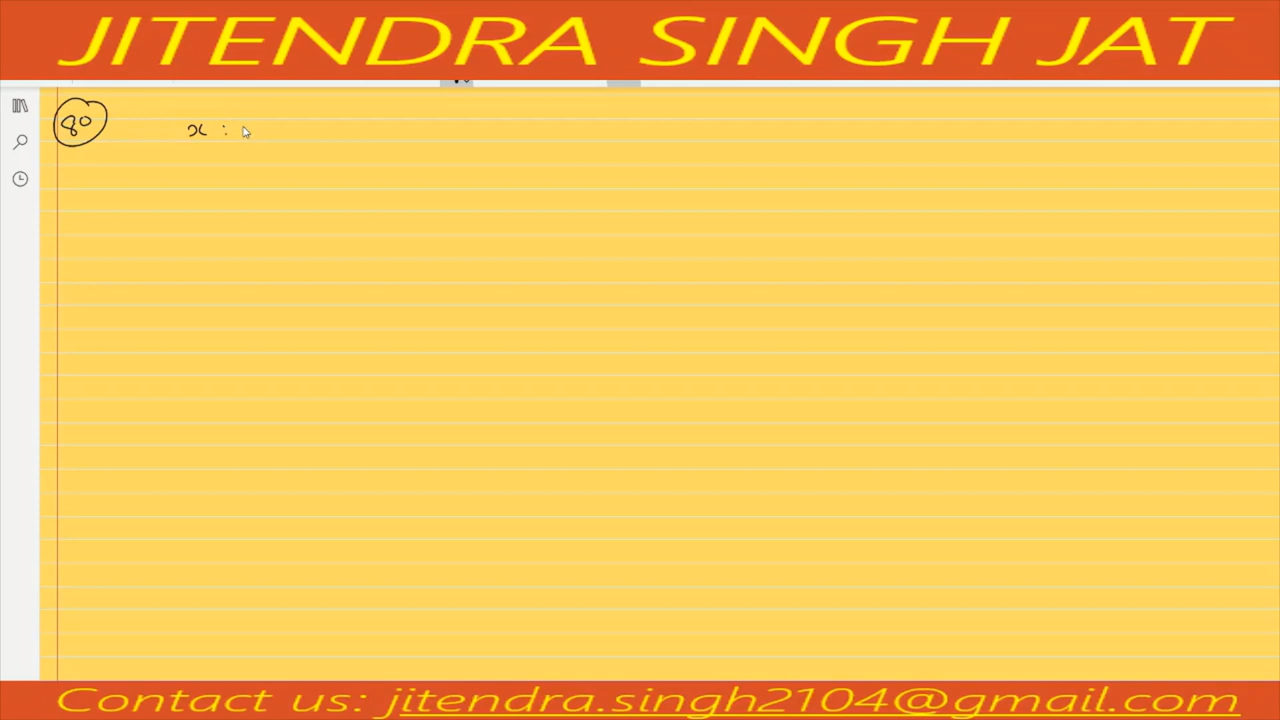 JITENDRA SINGH JAT
80
x :
Contact us: jitendra.singh2104@gmail.com